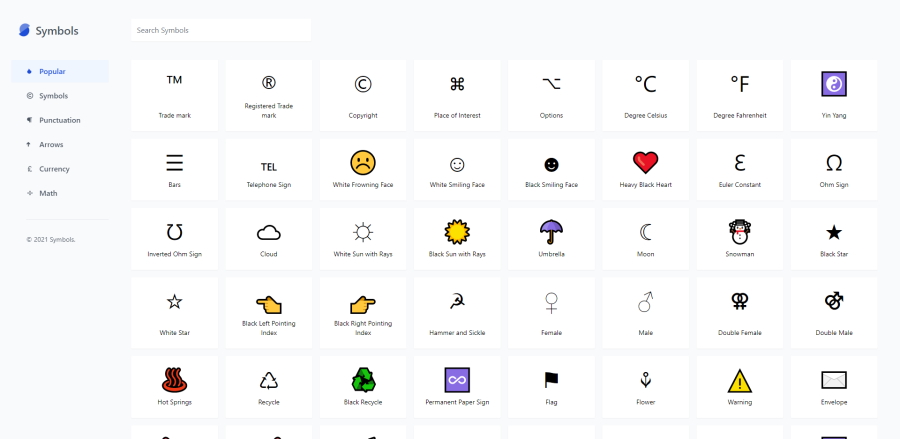 Symbols
Search Symbols
Popular
Symbols
Punctuation
Arrows
Currency
Math
© 2021 Symbols.
™
Trade mark
®
Registered Trade
mark
©
Copyright
⌘
Place of Interest
⌥
Options
°C
Degree Celsius
°F
Degree Fahrenheit
☯
Yin Yang
☰
Bars
TEL
Telephone Sign
☹
White Frowning Face
☺
White Smiling Face
☻
Black Smiling Face
❤
Heavy Black Heart
Ɛ
Euler Constant
Ω
Ohm Sign
℧
Inverted Ohm Sign
Cloud
White Sun with Rays
Black Sun with Rays
Umbrella
Moon
Snowman
★
Black Star
☆
White Star
Black Left Pointing
Index
Black Right Pointing
Index
☭
Hammer and Sickle
♀
Female
♂
Male
⚢
Double Female
⚣
Double Male
Hot Springs
Recycle
Black Recycle
Permanent Paper Sign
Flag
Flower
Warning
Envelope